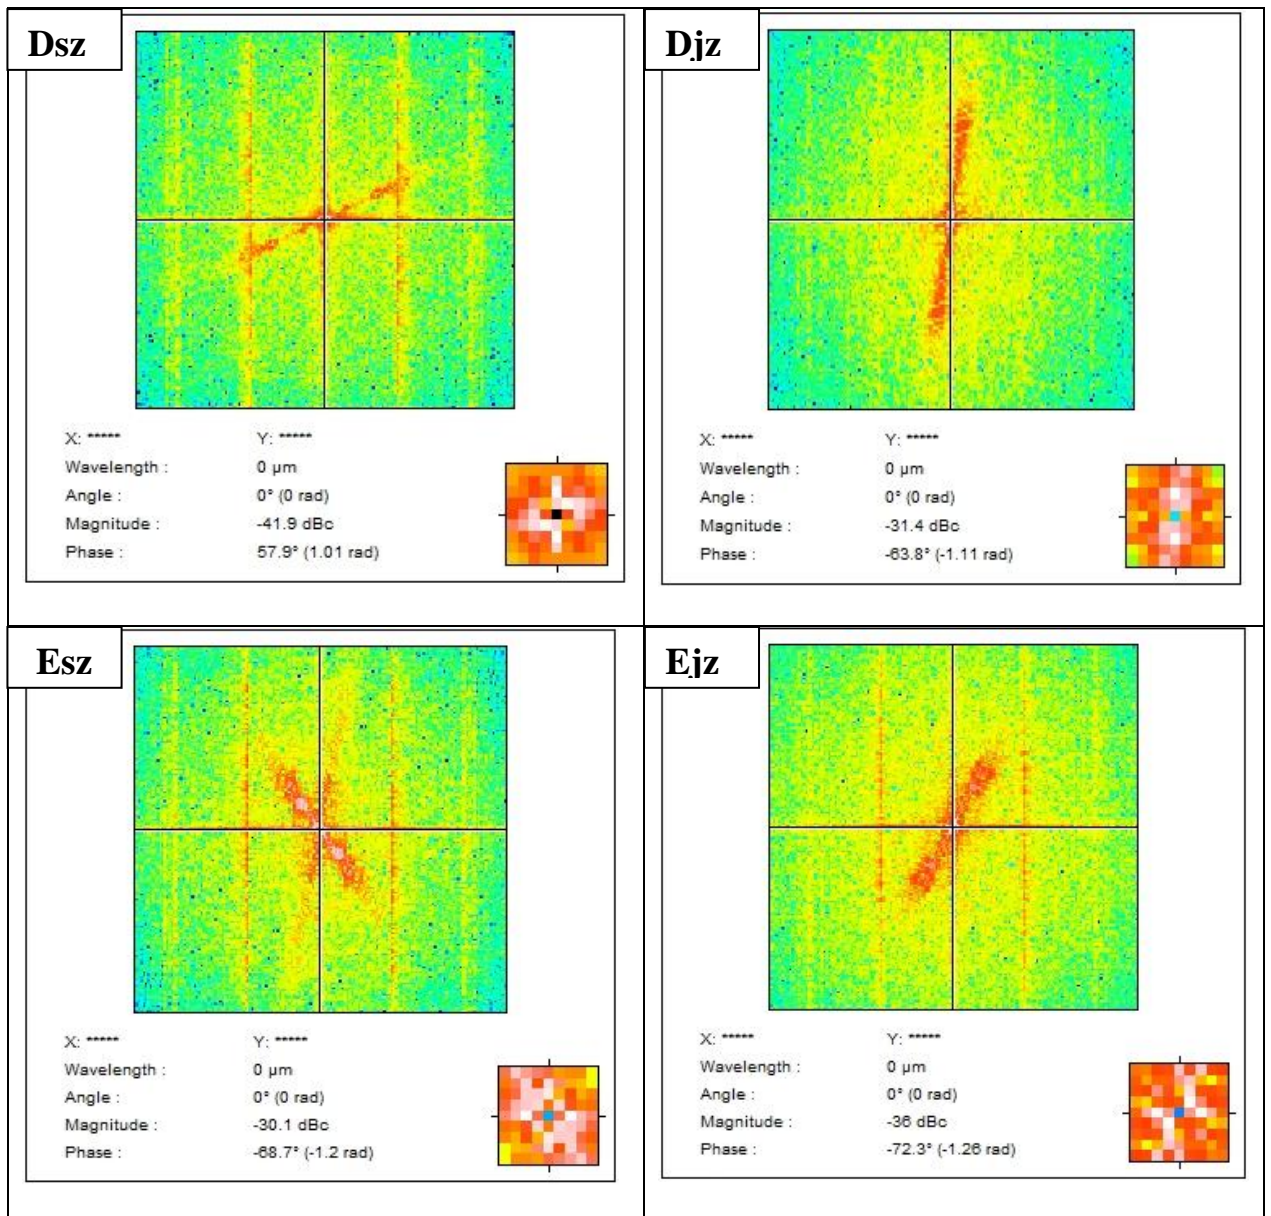 Dsz
X: *****    Y: *****
Wavelength :    0 µm
Angle :    0° (0 rad)
Magnitude :    -41.9 dBc
Phase :    57.9° (1.01 rad)
Djz
X: *****    Y: *****
Wavelength :    0 µm
Angle :    0° (0 rad)
Magnitude :    -31.4 dBc
Phase :    -63.8° (-1.11 rad)
Esz
X: *****    Y: *****
Wavelength :    0 µm
Angle :    0° (0 rad)
Magnitude :    -30.1 dBc
Phase :    -68.7° (-1.2 rad)
Ejz
X: *****    Y: *****
Wavelength :    0 µm
Angle :    0° (0 rad)
Magnitude :    -36 dBc
Phase :    -72.3° (-1.26 rad)